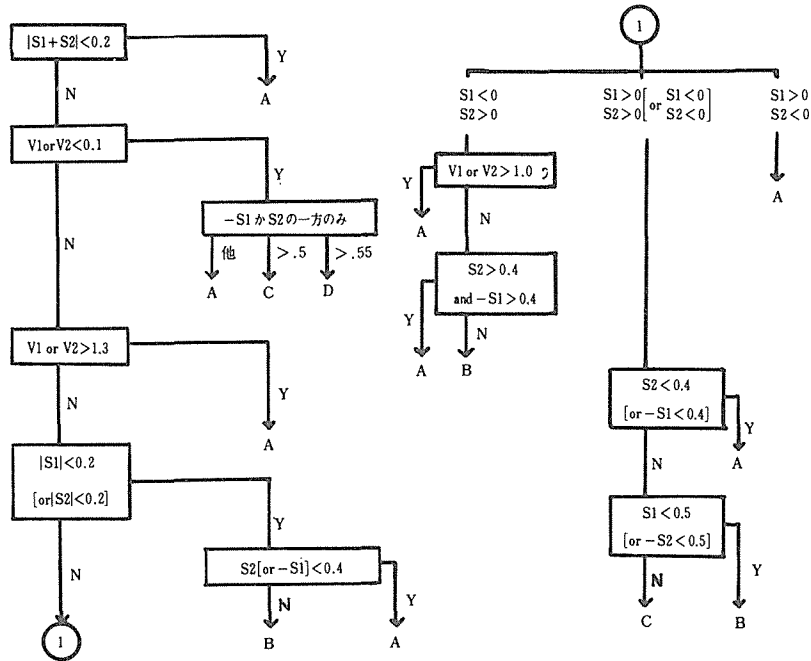 |S1+S2|<0.2
Y
A
N
V1orV2<0.1
Y
－S1かS2の一方のみ
他
>.5
>.55
A
C
D
N
V1 or V2>1.3
Y
A
N
|S1|<0.2
[or|S2|<0.2]
Y
S2[or－S1]<0.4
N
B
Y
A
N
1
1
S1<0
S2>0
S1>0
S2>0
[or S1<0
S2<0]
S1>0
S2<0
A
V1 or V2>1.0
Y
A
N
S2>0.4
and－S1>0.4
Y
A
N
B
S2<0.4
[or－S1<0.4]
Y
A
N
S1<0.5
[or－S2<0.5]
N
C
Y
B